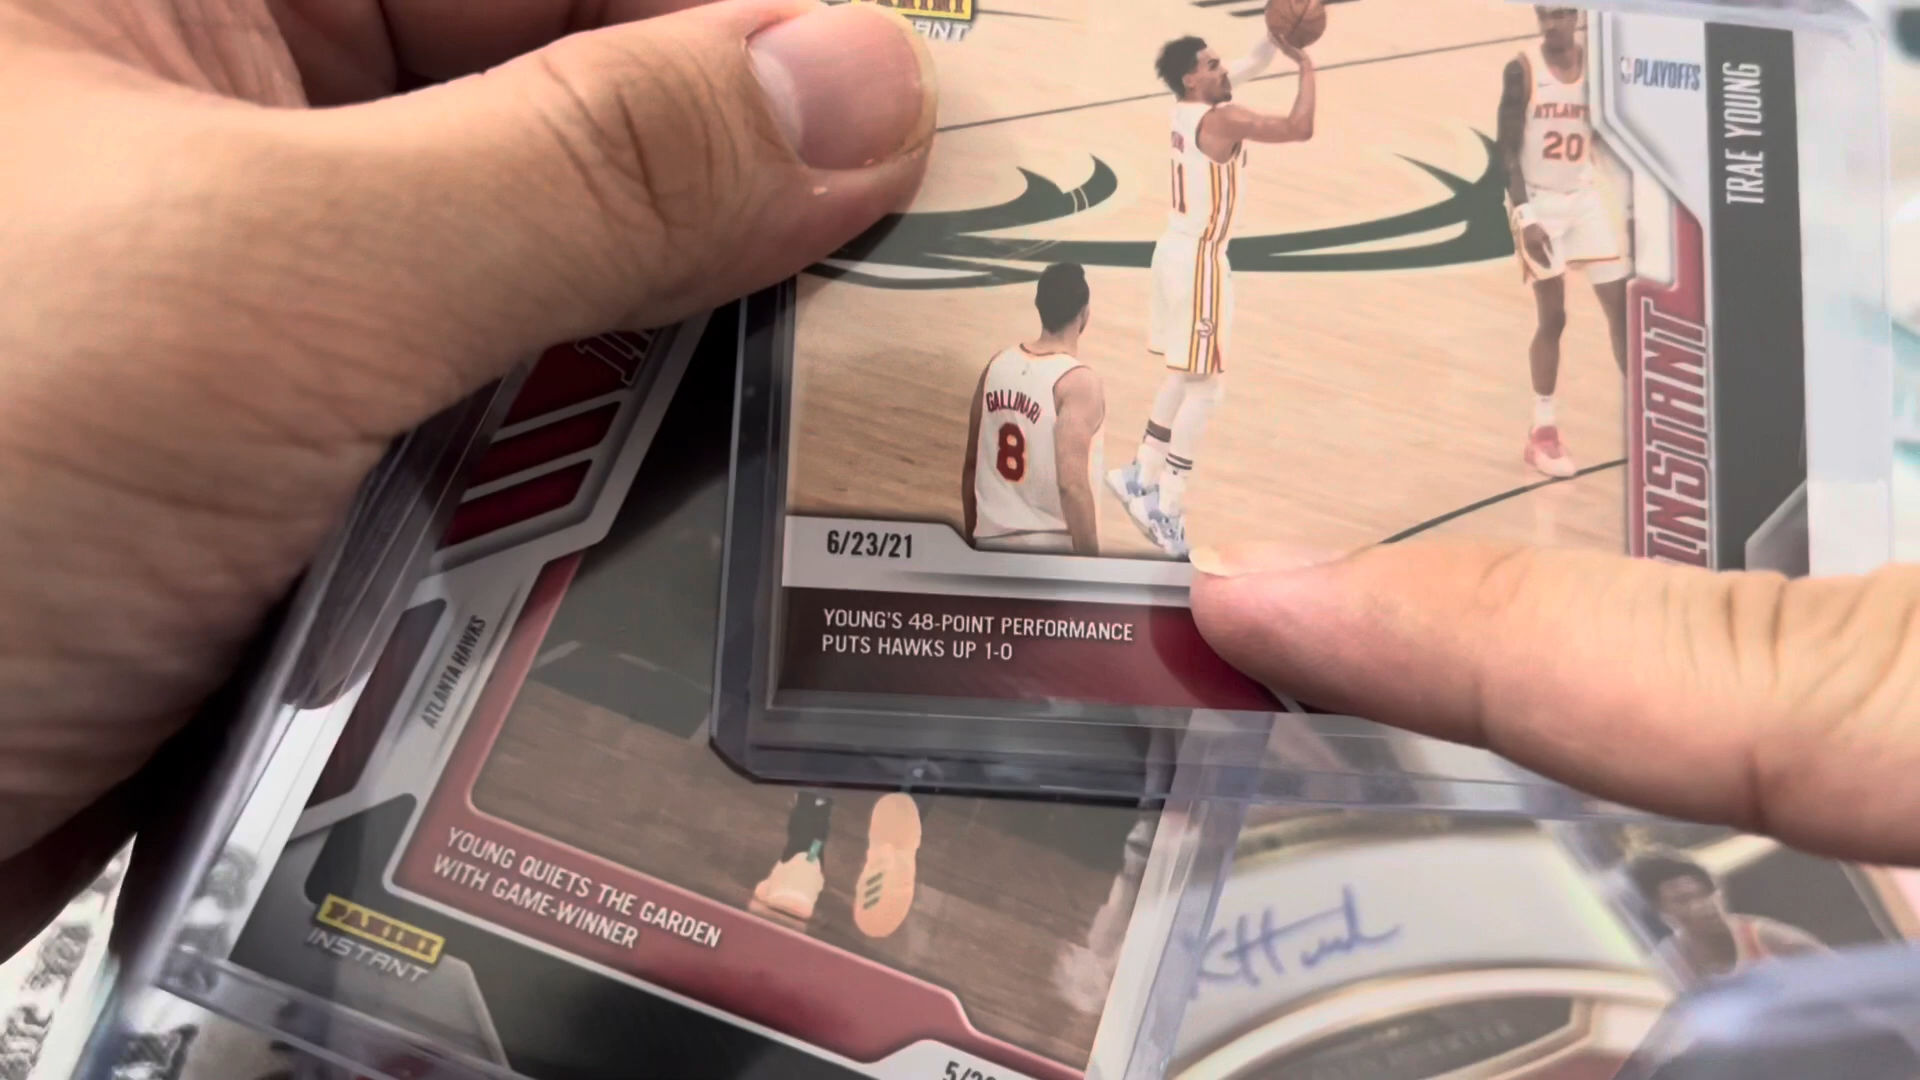 PANINI
PLAYOFFS
TRAE YOUNG
INSTANT
ATLANTA
20
11
GALLINARI
8
6/23/21
YOUNG'S 48-POINT PERFORMANCE
PUTS HAWKS UP 1-0
ATLANTA HAWKS
YOUNG QUIETS THE GARDEN
WITH GAME-WINNER
PANINI
INSTANT